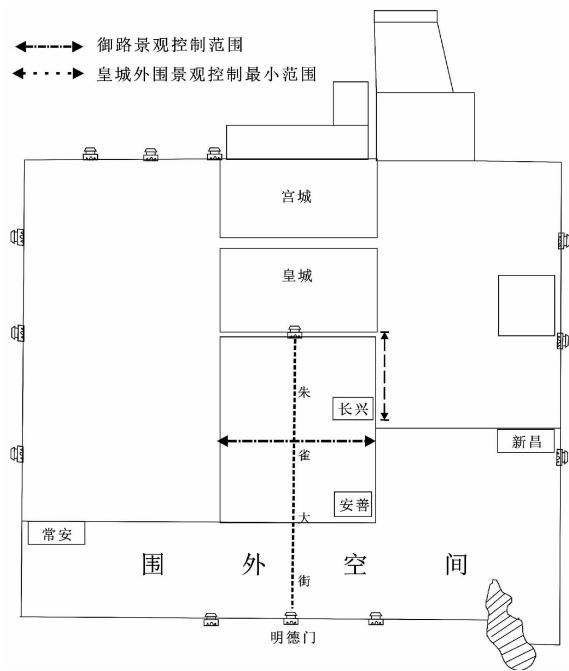 御路景观控制范围
皇城外围景观控制最小范围
宫城
皇城
朱
雀
大
街
长兴
新昌
安善
常安
围外空间
明德门